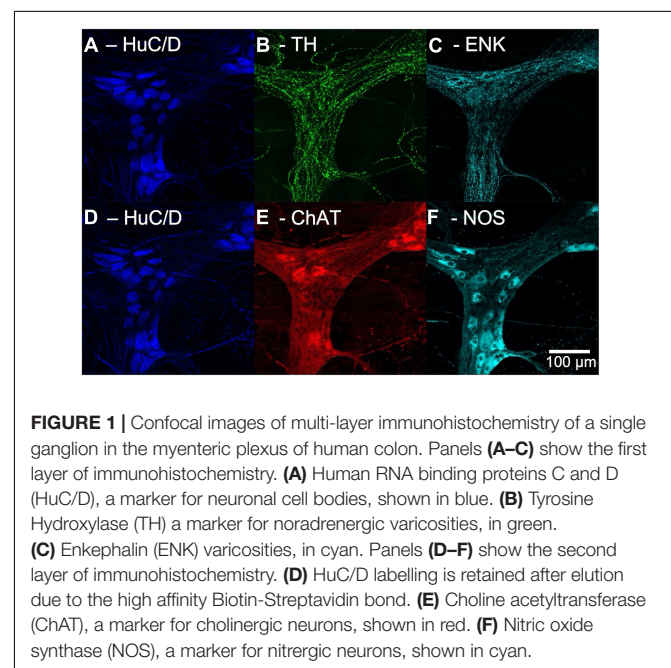 A – HuC/D
B - TH
C - ENK
D – HuC/D
E - ChAT
F - NOS
100 µm
FIGURE 1 | Confocal images of multi-layer immunohistochemistry of a single
ganglion in the myenteric plexus of human colon. Panels (A–C) show the first
layer of immunohistochemistry. (A) Human RNA binding proteins C and D
(HuC/D), a marker for neuronal cell bodies, shown in blue. (B) Tyrosine
Hydroxylase (TH) a marker for noradrenergic varicosities, in green.
(C) Enkephalin (ENK) varicosities, in cyan. Panels (D–F) show the second
layer of immunohistochemistry. (D) HuC/D labelling is retained after elution
due to the high affinity Biotin-Streptavidin bond. (E) Choline acetyltransferase
(ChAT), a marker for cholinergic neurons, shown in red. (F) Nitric oxide
synthase (NOS), a marker for nitrergic neurons, shown in cyan.